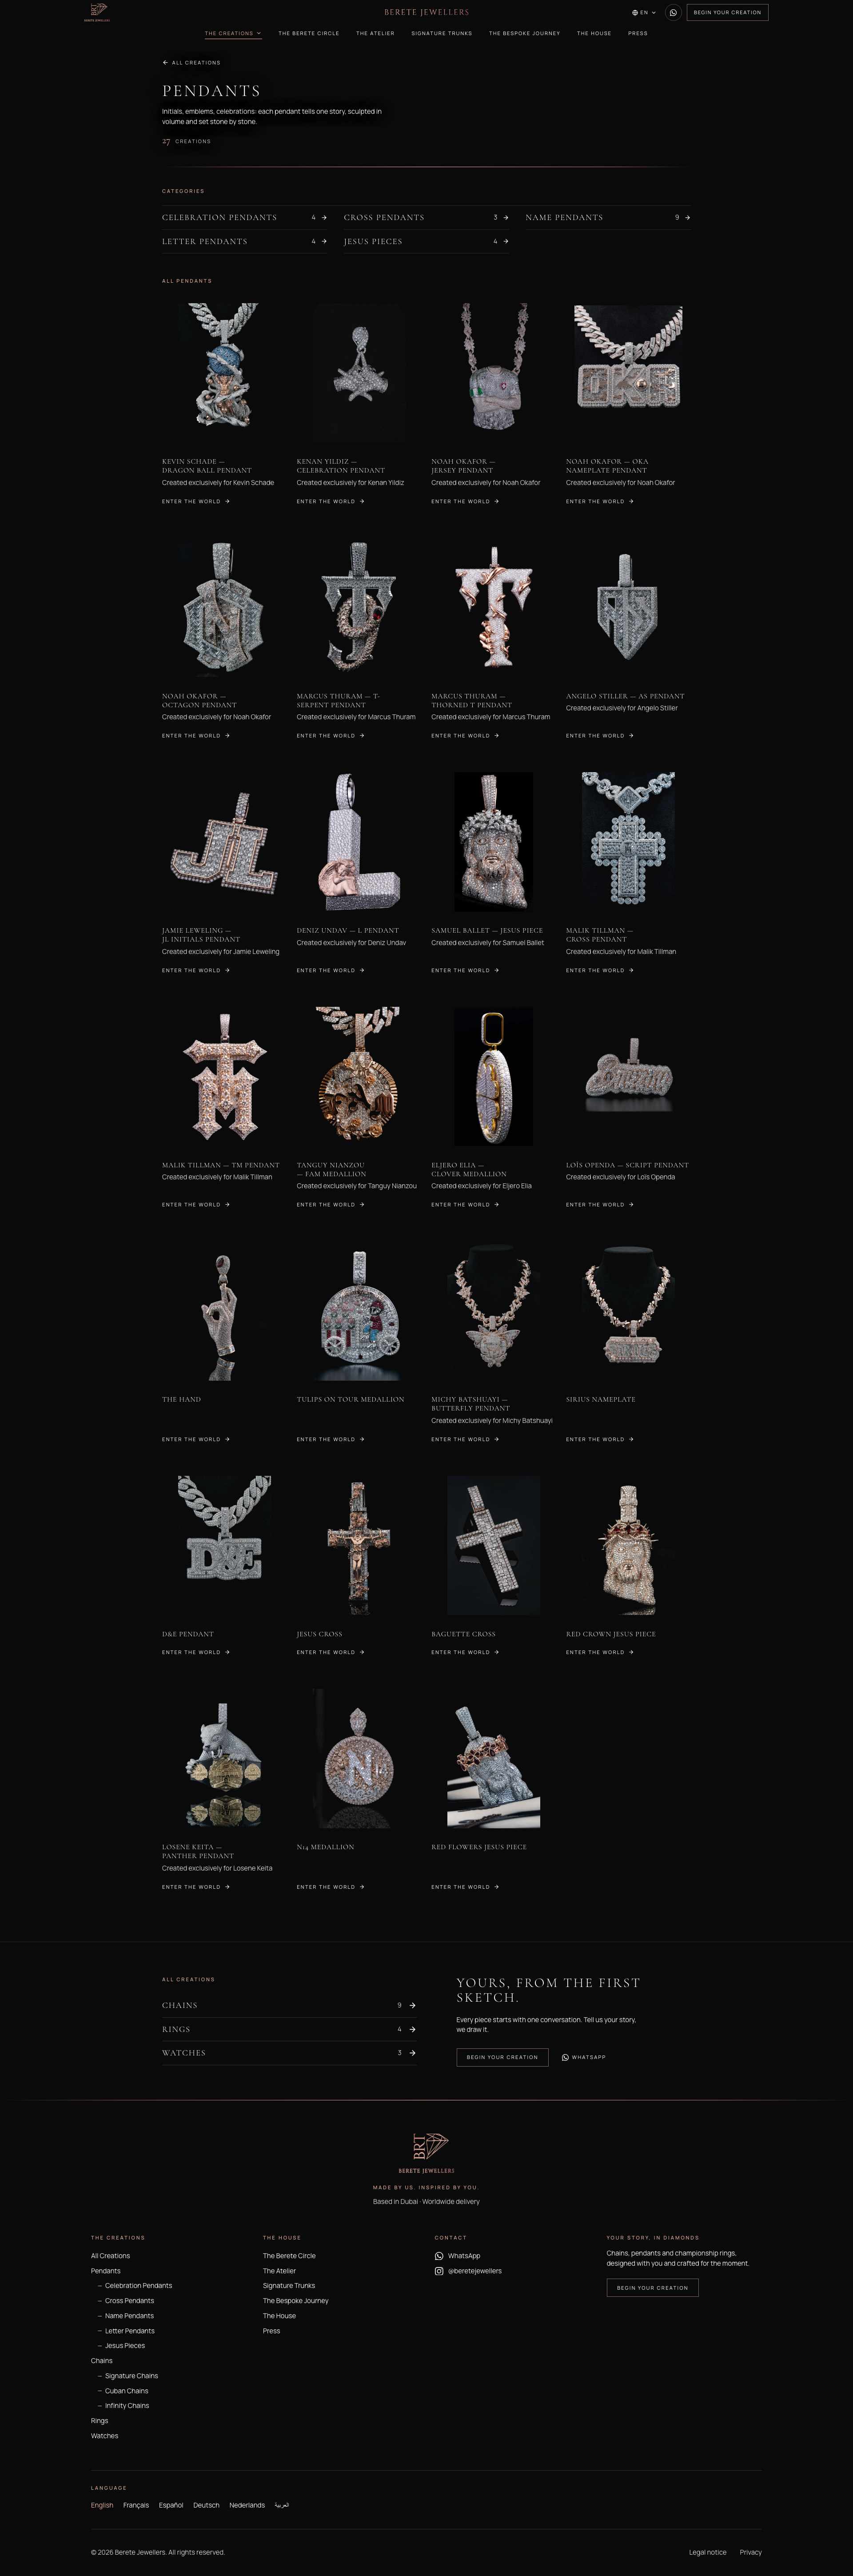 BERETE JEWELLERS
BERETE JEWELLERS
EN
BEGIN YOUR CREATION
THE CREATIONS
THE BERETE CIRCLE
THE ATELIER
SIGNATURE TRUNKS
THE BESPOKE JOURNEY
THE HOUSE
PRESS
← ALL CREATIONS
PENDANTS
Initials, emblems, celebrations: each pendant tells one story, sculpted in
volume and set stone by stone.
27 CREATIONS
CATEGORIES
CELEBRATION PENDANTS 4 →
CROSS PENDANTS 3 →
NAME PENDANTS 9 →
LETTER PENDANTS 4 →
JESUS PIECES 4 →
ALL PENDANTS
KEVIN SCHADE —
DRAGON BALL PENDANT
Created exclusively for Kevin Schade
ENTER THE WORLD →
KENAN YILDIZ —
CELEBRATION PENDANT
Created exclusively for Kenan Yildiz
ENTER THE WORLD →
NOAH OKAFOR —
JERSEY PENDANT
Created exclusively for Noah Okafor
ENTER THE WORLD →
OKA
NOAH OKAFOR — OKA
NAMEPLATE PENDANT
Created exclusively for Noah Okafor
ENTER THE WORLD →
NOAH OKAFOR —
OCTAGON PENDANT
Created exclusively for Noah Okafor
ENTER THE WORLD →
MARCUS THURAM — T-
SERPENT PENDANT
Created exclusively for Marcus Thuram
ENTER THE WORLD →
MARCUS THURAM —
THORNED T PENDANT
Created exclusively for Marcus Thuram
ENTER THE WORLD →
ANGELO STILLER — AS PENDANT
Created exclusively for Angelo Stiller
ENTER THE WORLD →
JL
JAMIE LEWELING —
JL INITIALS PENDANT
Created exclusively for Jamie Leweling
ENTER THE WORLD →
DENIZ UNDAV — L PENDANT
Created exclusively for Deniz Undav
ENTER THE WORLD →
SAMUEL BALLET — JESUS PIECE
Created exclusively for Samuel Ballet
ENTER THE WORLD →
MALIK TILLMAN —
CROSS PENDANT
Created exclusively for Malik Tillman
ENTER THE WORLD →
MALIK TILLMAN — TM PENDANT
Created exclusively for Malik Tillman
ENTER THE WORLD →
TANGUY NIANZOU
— FAM MEDALLION
Created exclusively for Tanguy Nianzou
ENTER THE WORLD →
ELJERO ELIA —
CLOVER MEDALLION
Created exclusively for Eljero Elia
ENTER THE WORLD →
LOÏS OPENDA — SCRIPT PENDANT
Created exclusively for Loïs Openda
ENTER THE WORLD →
THE HAND
ENTER THE WORLD →
TULIPS ON TOUR MEDALLION
ENTER THE WORLD →
MICHY BATSHUAYI —
BUTTERFLY PENDANT
Created exclusively for Michy Batshuayi
ENTER THE WORLD →
SIRIUS NAMEPLATE
ENTER THE WORLD →
D&E
D&E PENDANT
ENTER THE WORLD →
JESUS CROSS
ENTER THE WORLD →
BAGUETTE CROSS
ENTER THE WORLD →
RED CROWN JESUS PIECE
ENTER THE WORLD →
LOSENE KEITA —
PANTHER PENDANT
Created exclusively for Losene Keita
ENTER THE WORLD →
N14 MEDALLION
ENTER THE WORLD →
RED FLOWERS JESUS PIECE
ENTER THE WORLD →
ALL CREATIONS
CHAINS 9 →
RINGS 4 →
WATCHES 3 →
YOURS, FROM THE FIRST
SKETCH.
Every piece starts with one conversation. Tell us your story,
we draw it.
BEGIN YOUR CREATION
WHATSAPP
BRT
BERETE JEWELLERS
MADE BY US. INSPIRED BY YOU.
Based in Dubai · Worldwide delivery
THE CREATIONS
All Creations
Pendants
— Celebration Pendants
— Cross Pendants
— Name Pendants
— Letter Pendants
— Jesus Pieces
Chains
— Signature Chains
— Cuban Chains
— Infinity Chains
Rings
Watches
THE HOUSE
The Berete Circle
The Atelier
Signature Trunks
The Bespoke Journey
The House
Press
CONTACT
WhatsApp
@beretejewellers
YOUR STORY, IN DIAMONDS
Chains, pendants and championship rings,
designed with you and crafted for the moment.
BEGIN YOUR CREATION
LANGUAGE
English Français Español Deutsch Nederlands العربية
© 2026 Berete Jewellers. All rights reserved.
Legal notice Privacy